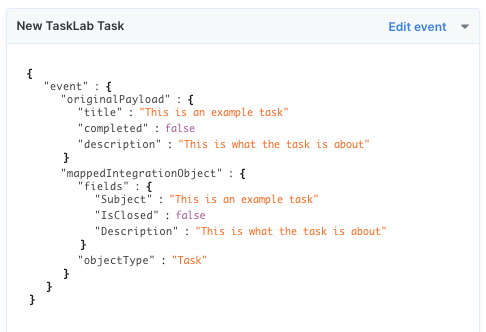 New TaskLab Task Edit event
{
"event" : {
"originalPayload" : {
"title" : "This is an example task"
"completed" : false
"description" : "This is what the task is about"
}
"mappedIntegrationObject" : {
"fields" : {
"Subject" : "This is an example task"
"IsClosed" : false
"Description" : "This is what the task is about"
}
"objectType" : "Task"
}
}
}